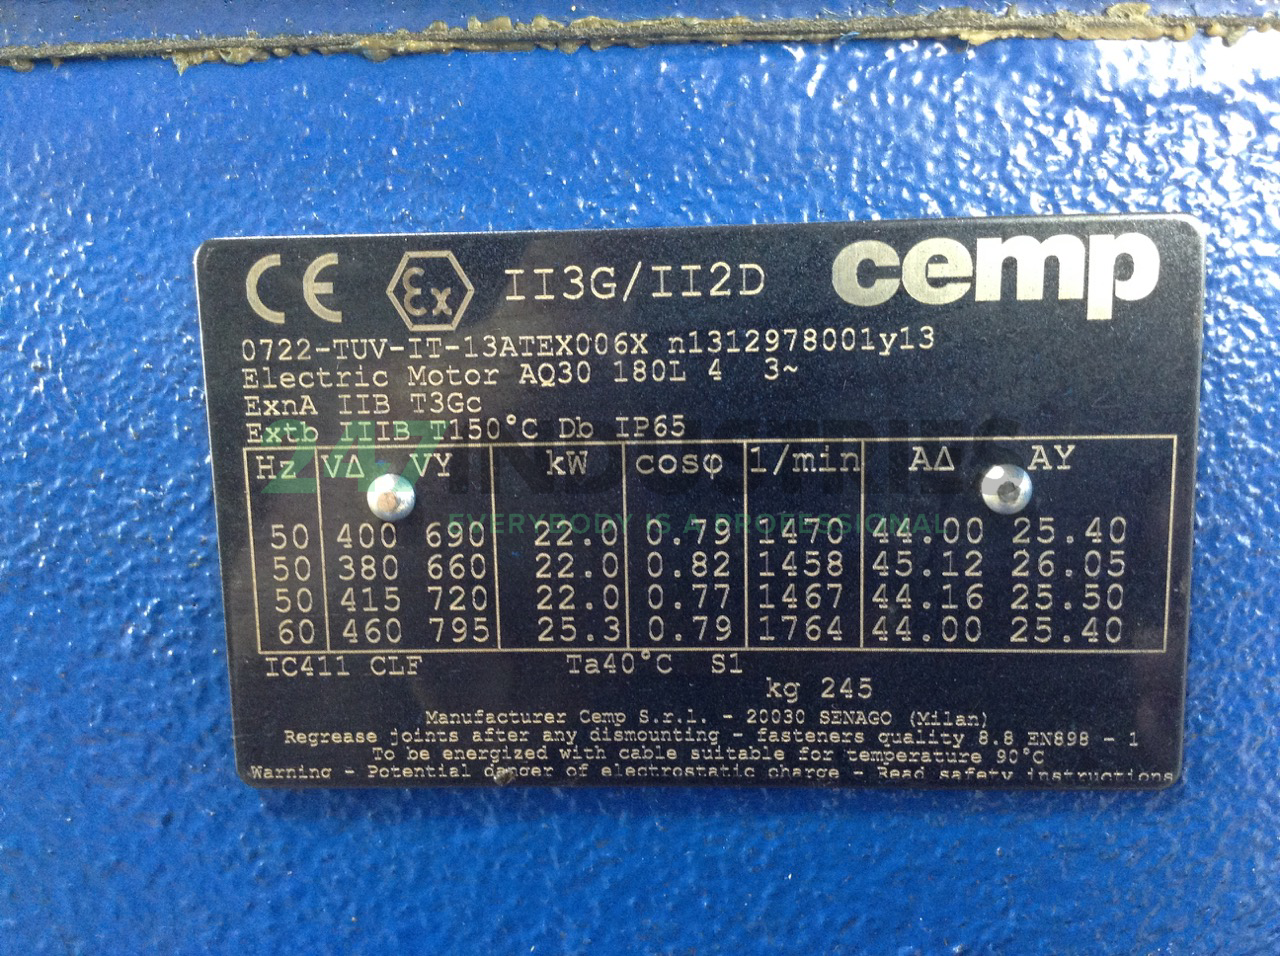 CE Ex II3G/II2D cemp
0722-TUV-IT-13ATEX006X n1312978001y13
Electric Motor AQ30 180L 4 3~
ExnA IIB T3Gc
Extb IIIB T150°C Db IP65
Hz VΔ VY kW cosφ 1/min AΔ AY
50 400 690 22.0 0.79 1470 44.00 25.40
50 380 660 22.0 0.82 1458 45.12 26.05
50 415 720 22.0 0.77 1467 44.16 25.50
60 460 795 25.3 0.79 1764 44.00 25.40
IC411 CLF Ta40°C S1
kg 245
Manufacturer Cemp S.r.l. - 20030 SENAGO (Milan)
Regrease joints after any dismounting - fasteners quality 8.8 EN898 - 1
To be energized with cable suitable for temperature 90°C
Warning - Potential danger of electrostatic charge - Read safety instructions
247 INDUSTRIES
EVERYBODY IS A PROFESSIONAL